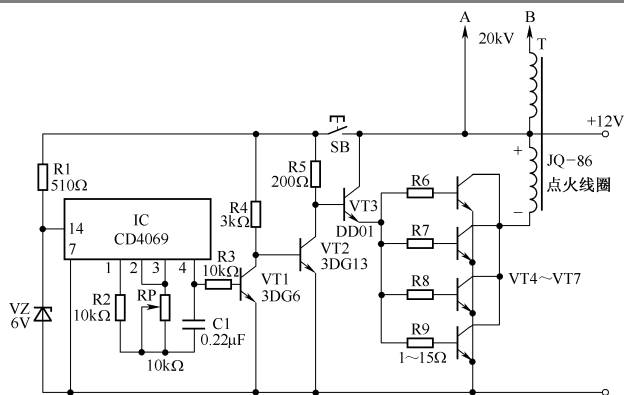 A
B
20kV
T
+12V
SB
R1
510Ω
R5
200Ω
+
JQ-86
点火线圈
−
R4
3kΩ
R6
VT3
DD01
IC
CD4069
14
7
1
2
3
4
R3
10kΩ
VT1
3DG6
VT2
3DG13
R7
R8
VT4～VT7
VZ
6V
R2
10kΩ
RP
10kΩ
C1
0.22μF
R9
1～15Ω